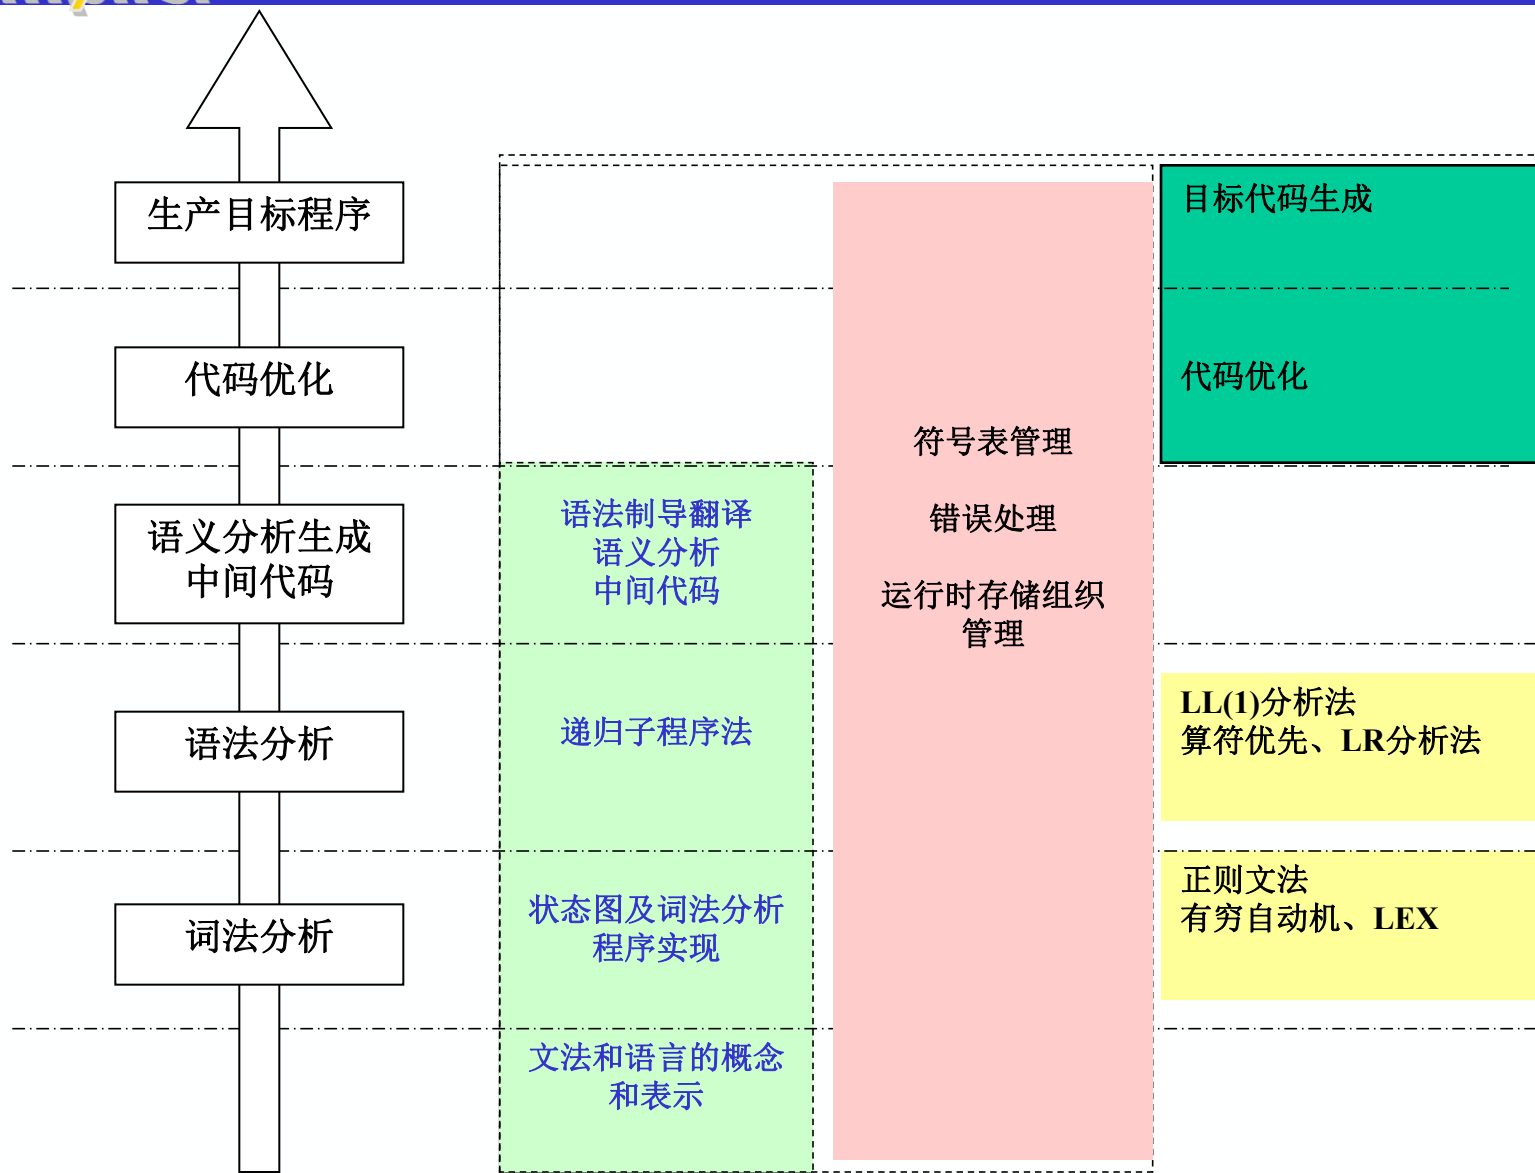 生产目标程序
目标代码生成
代码优化
代码优化
符号表管理
错误处理
运行时存储组织
管理
语义分析生成
中间代码
语法制导翻译
语义分析
中间代码
语法分析
递归子程序法
LL(1)分析法
算符优先、LR分析法
词法分析
状态图及词法分析
程序实现
正则文法
有穷自动机、LEX
文法和语言的概念
和表示